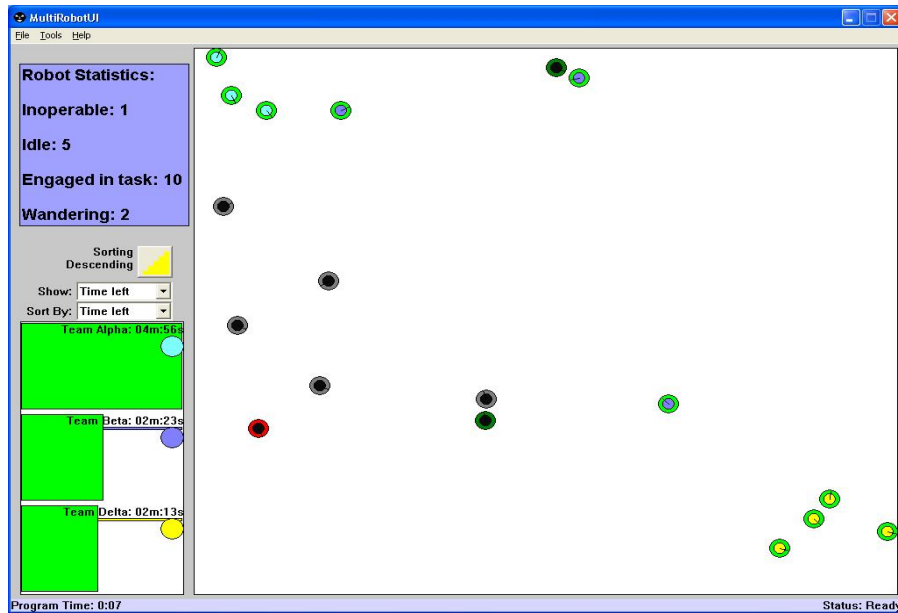 MultiRobotUI
File Tools Help
Robot Statistics:
Inoperable: 1
Idle: 5
Engaged in task: 10
Wandering: 2
Sorting
Descending
Show: Time left
Sort By: Time left
Team Alpha: 04m:56s
Team Beta: 02m:23s
Team Delta: 02m:13s
Program Time: 0:07
Status: Ready